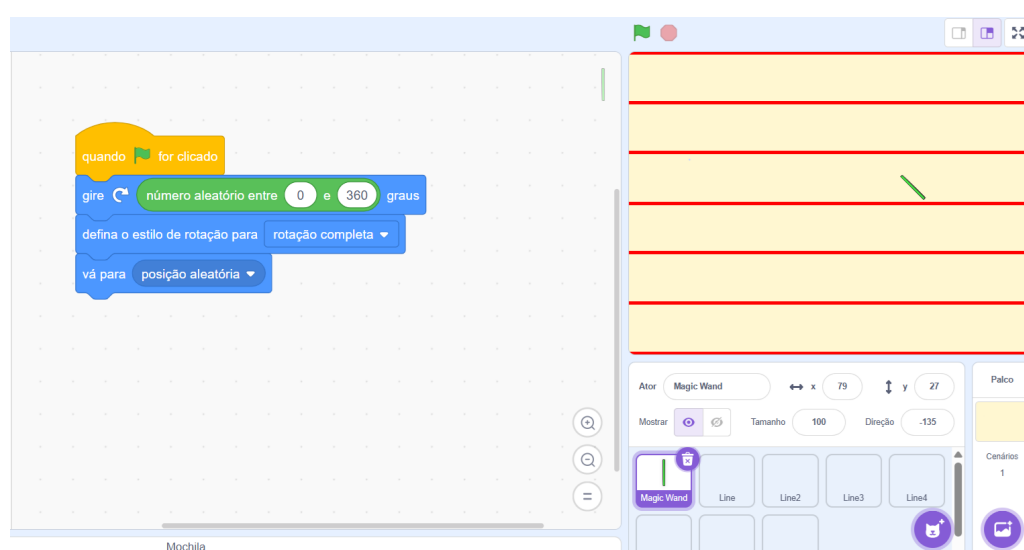 quando for clicado
gire número aleatório entre 0 e 360 graus
defina o estilo de rotação para rotação completa
vá para posição aleatória
Mochila
Ator Magic Wand x 79 y 27
Mostrar Tamanho 100 Direção -135
Magic Wand Line Line2 Line3 Line4
Palco
Cenários
1